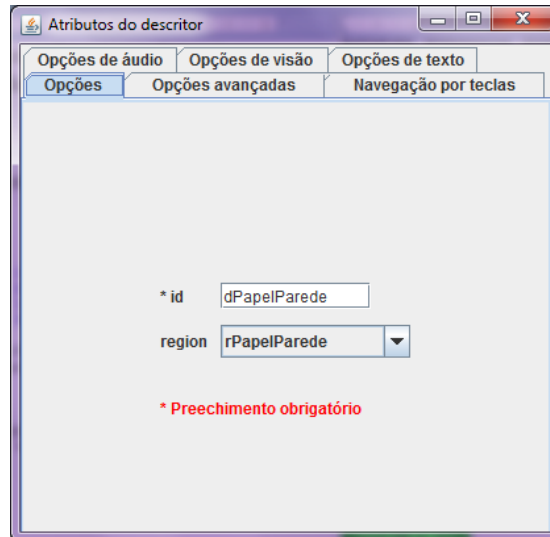 Atributos do descritor
Opções de áudio Opções de visão Opções de texto
Opções Opções avançadas Navegação por teclas
* id dPapelParede
region rPapelParede
* Preechimento obrigatório